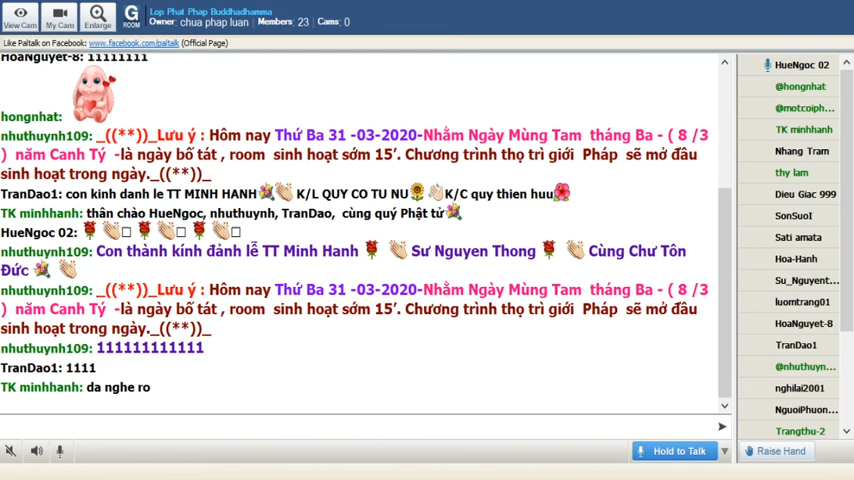 View Cam
My Cam
Enlarge
G
ROOM
Lop Phat Phap Buddhadhamma
Owner: chua phap luan Members: 23 Cams: 0
Like Paltalk on Facebook: www.facebook.com/paltalk (Official Page)
HoaNguyet-8: 11111111
hongnhat:
nhuthuynh109: _((**))_Lưu ý : Hôm nay Thứ Ba 31 -03-2020-Nhằm Ngày Mùng Tam tháng Ba - ( 8 /3
) năm Canh Tý -là ngày bố tát , room sinh hoạt sớm 15’. Chương trình thọ trì giới Pháp sẽ mở đầu
sinh hoạt trong ngày._((**))_
TranDao1: con kinh danh le TT MINH HANH K/L QUY CO TU NU K/C quy thien huu
TK minhhanh: thân chào HueNgoc, nhuthuynh, TranDao, cùng quý Phật tử
HueNgoc 02:
nhuthuynh109: Con thành kính đảnh lễ TT Minh Hanh Sư Nguyen Thong Cùng Chư Tôn
Đức
nhuthuynh109: _((**))_Lưu ý : Hôm nay Thứ Ba 31 -03-2020-Nhằm Ngày Mùng Tam tháng Ba - ( 8 /3
) năm Canh Tý -là ngày bố tát , room sinh hoạt sớm 15’. Chương trình thọ trì giới Pháp sẽ mở đầu
sinh hoạt trong ngày._((**))_
nhuthuynh109: 111111111111
TranDao1: 1111
TK minhhanh: da nghe ro
Hold to Talk
HueNgoc 02
@hongnhat
@motcoiph...
TK minhhanh
Nhang Tram
thy lam
Dieu Giac 999
SonSuoI
Sati amata
Hoa-Hanh
Su_Nguyent...
luomtrang01
HoaNguyet-8
TranDao1
@nhuthuyn...
nghilai2001
NguoiPhuon...
Trangthu-2
Raise Hand